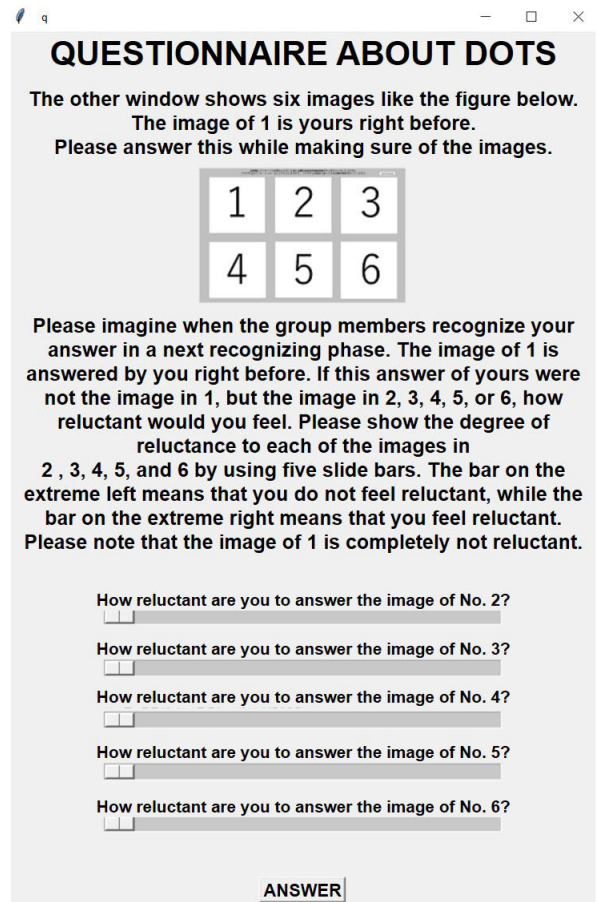 q
QUESTIONNAIRE ABOUT DOTS
The other window shows six images like the figure below.
The image of 1 is yours right before.
Please answer this while making sure of the images.
1 2 3
4 5 6
Please imagine when the group members recognize your
answer in a next recognizing phase. The image of 1 is
answered by you right before. If this answer of yours were
not the image in 1, but the image in 2, 3, 4, 5, or 6, how
reluctant would you feel. Please show the degree of
reluctance to each of the images in
2 , 3, 4, 5, and 6 by using five slide bars. The bar on the
extreme left means that you do not feel reluctant, while the
bar on the extreme right means that you feel reluctant.
Please note that the image of 1 is completely not reluctant.
How reluctant are you to answer the image of No. 2?
How reluctant are you to answer the image of No. 3?
How reluctant are you to answer the image of No. 4?
How reluctant are you to answer the image of No. 5?
How reluctant are you to answer the image of No. 6?
ANSWER